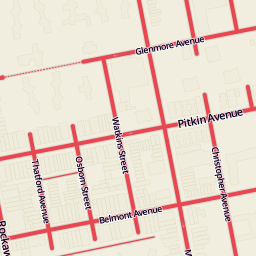 Glenmore Avenue
Pitkin Avenue
Watkins Street
Thatford Avenue
Osborn Street
Christopher Avenue
Belmont Avenue